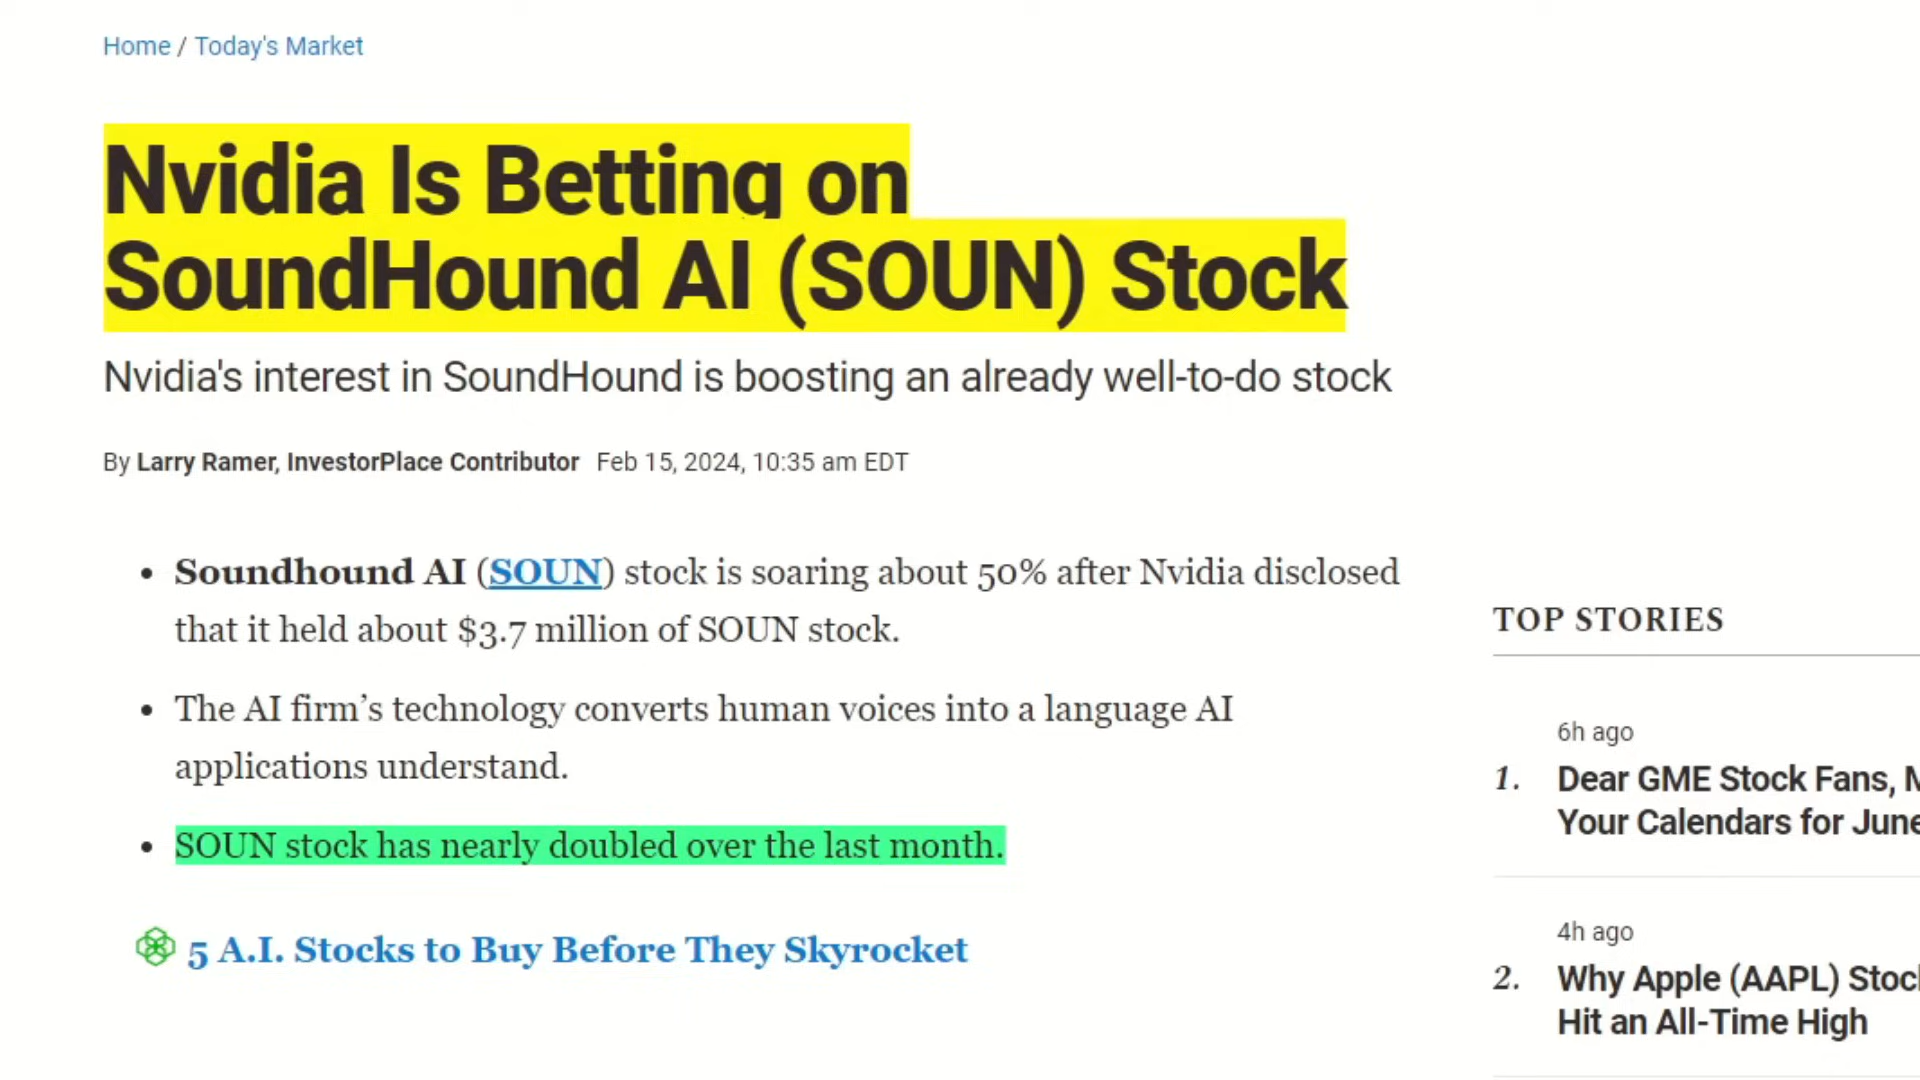 Home / Today's Market
Nvidia Is Betting on
SoundHound AI (SOUN) Stock
Nvidia's interest in SoundHound is boosting an already well-to-do stock
By Larry Ramer, InvestorPlace Contributor Feb 15, 2024, 10:35 am EDT
• Soundhound AI (SOUN) stock is soaring about 50% after Nvidia disclosed
that it held about $3.7 million of SOUN stock.
• The AI firm’s technology converts human voices into a language AI
applications understand.
• SOUN stock has nearly doubled over the last month.
5 A.I. Stocks to Buy Before They Skyrocket
TOP STORIES
6h ago
1. Dear GME Stock Fans,
Your Calendars for June
4h ago
2. Why Apple (AAPL)
Hit an All-Time High